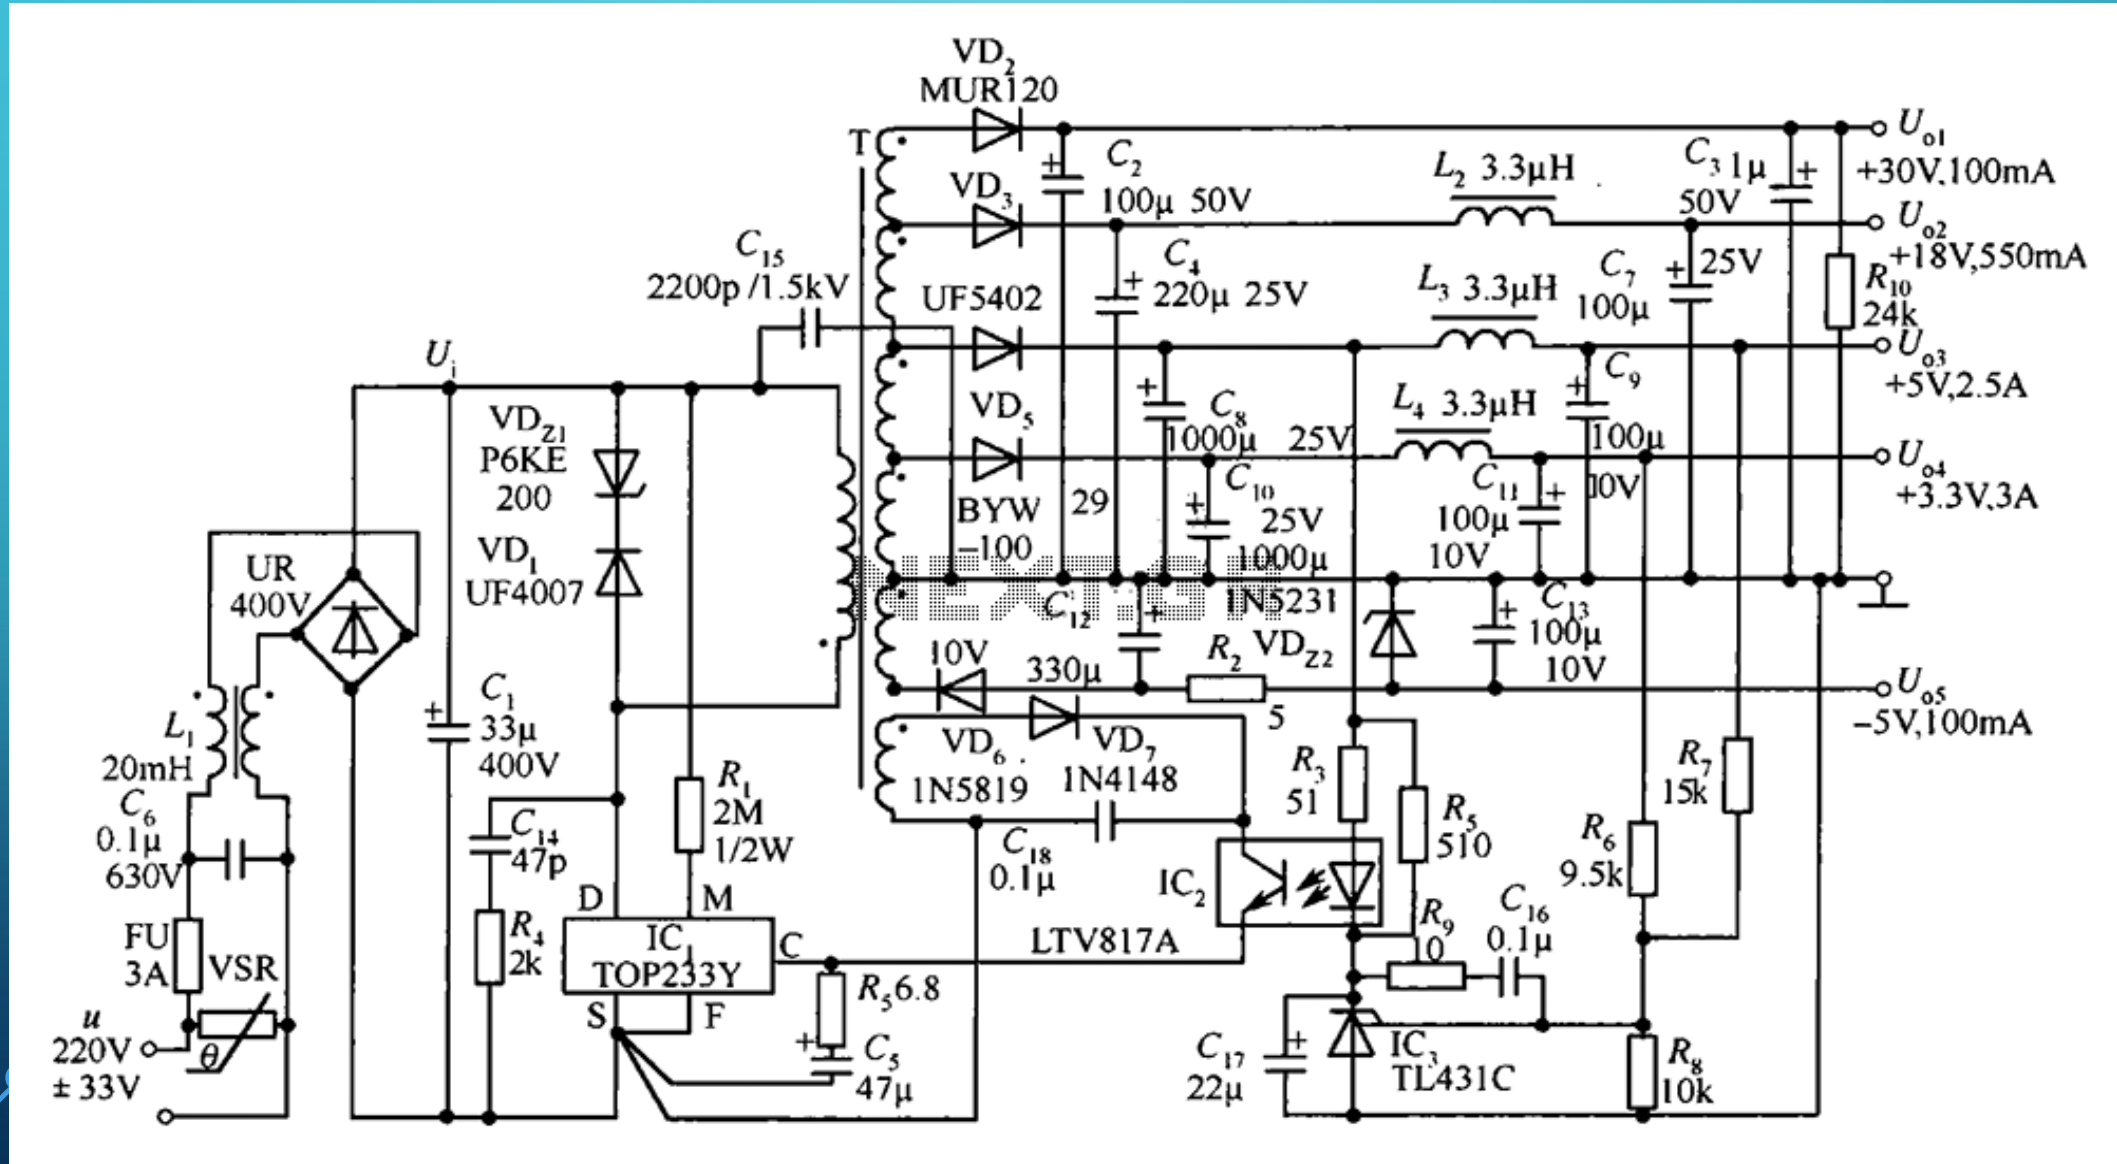 VD₂
MUR120
T
VD₃
C₂
100μ 50V
L₂ 3.3μH
C₃ 1μ
50V
U₀₁
+30V,100mA
U₀₂
+18V,550mA
C₁₅
2200p /1.5kV
UF5402
C₄
220μ 25V
L₃ 3.3μH
C₇
100μ
25V
R₁₀
24k
U₀₃
+5V,2.5A
Uᵢ
VD_Z1
P6KE
200
VD₅
C₈
1000μ 25V
L₄ 3.3μH
C₉
100μ
10V
U₀₄
+3.3V,3A
BYW
29
-100
C₁₀
25V
1000μ
C₁₁
100μ
10V
UR
400V
VD₁
UF4007
C₁₂
330μ
10V
1N5231
VD_Z2
R₂
5
C₁₃
100μ
10V
U₀₅
-5V,100mA
L₁
20mH
C₁
33μ
400V
VD₆
1N5819
VD₇
1N4148
R₃
51
R₅
510
R₇
15k
C₆
0.1μ
630V
C₁₄
47p
R₁
2M
1/2W
C₁₈
0.1μ
IC₂
LTV817A
R₆
9.5k
FU
3A
VSR
θ
R₄
2k
D
M
IC₁
TOP233Y
C
S
F
R₅ 6.8
C₅
47μ
R₉
10
C₁₆
0.1μ
u
220V
±33V
C₁₇
22μ
IC₃
TL431C
R₈
10k